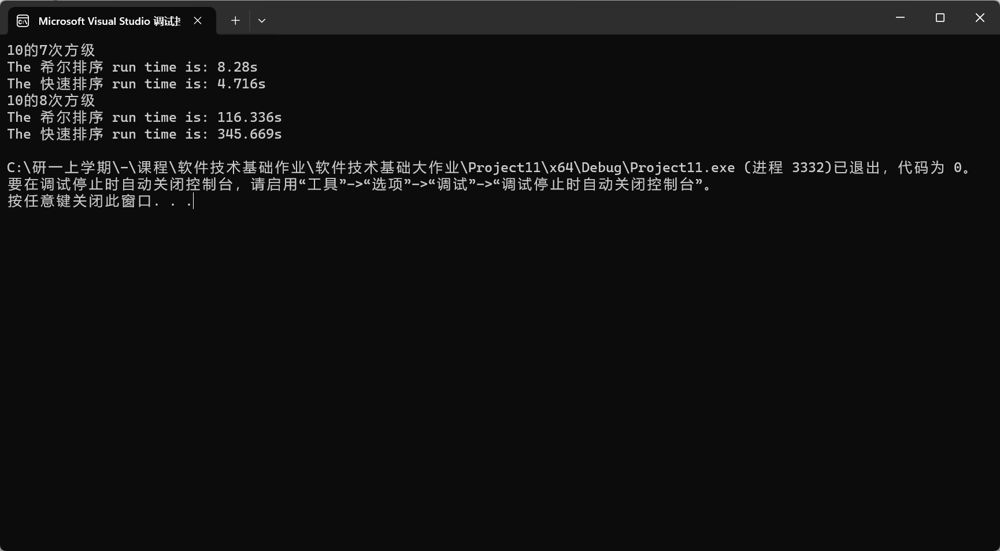 Microsoft Visual Studio 调试
10的7次方级
The 希尔排序 run time is: 8.28s
The 快速排序 run time is: 4.716s
10的8次方级
The 希尔排序 run time is: 116.336s
The 快速排序 run time is: 345.669s
C:\研一上学期\-\课程\软件技术基础作业\软件技术基础大作业\Project11\x64\Debug\Project11.exe (进程 3332)已退出，代码为 0。
要在调试停止时自动关闭控制台，请启用“工具”->“选项”->“调试”->“调试停止时自动关闭控制台”。
按任意键关闭此窗口. . .